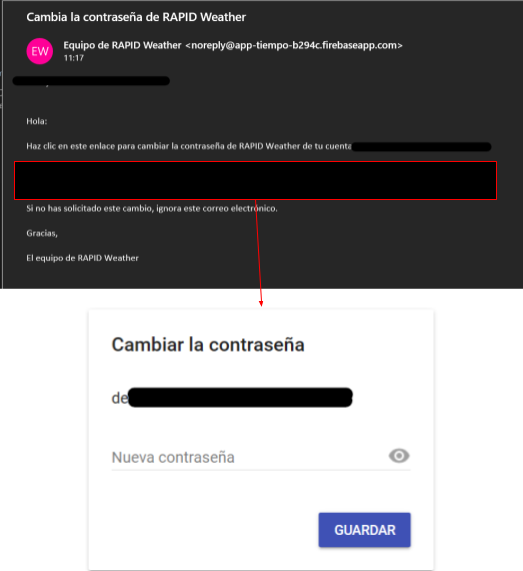 Cambia la contraseña de RAPID Weather
EW
Equipo de RAPID Weather <noreply@app-tiempo-b294c.firebaseapp.com>
11:17
Hola:
Haz clic en este enlace para cambiar la contraseña de RAPID Weather de tu cuenta
Si no has solicitado este cambio, ignora este correo electrónico.
Gracias,
El equipo de RAPID Weather
Cambiar la contraseña
de
Nueva contraseña
GUARDAR